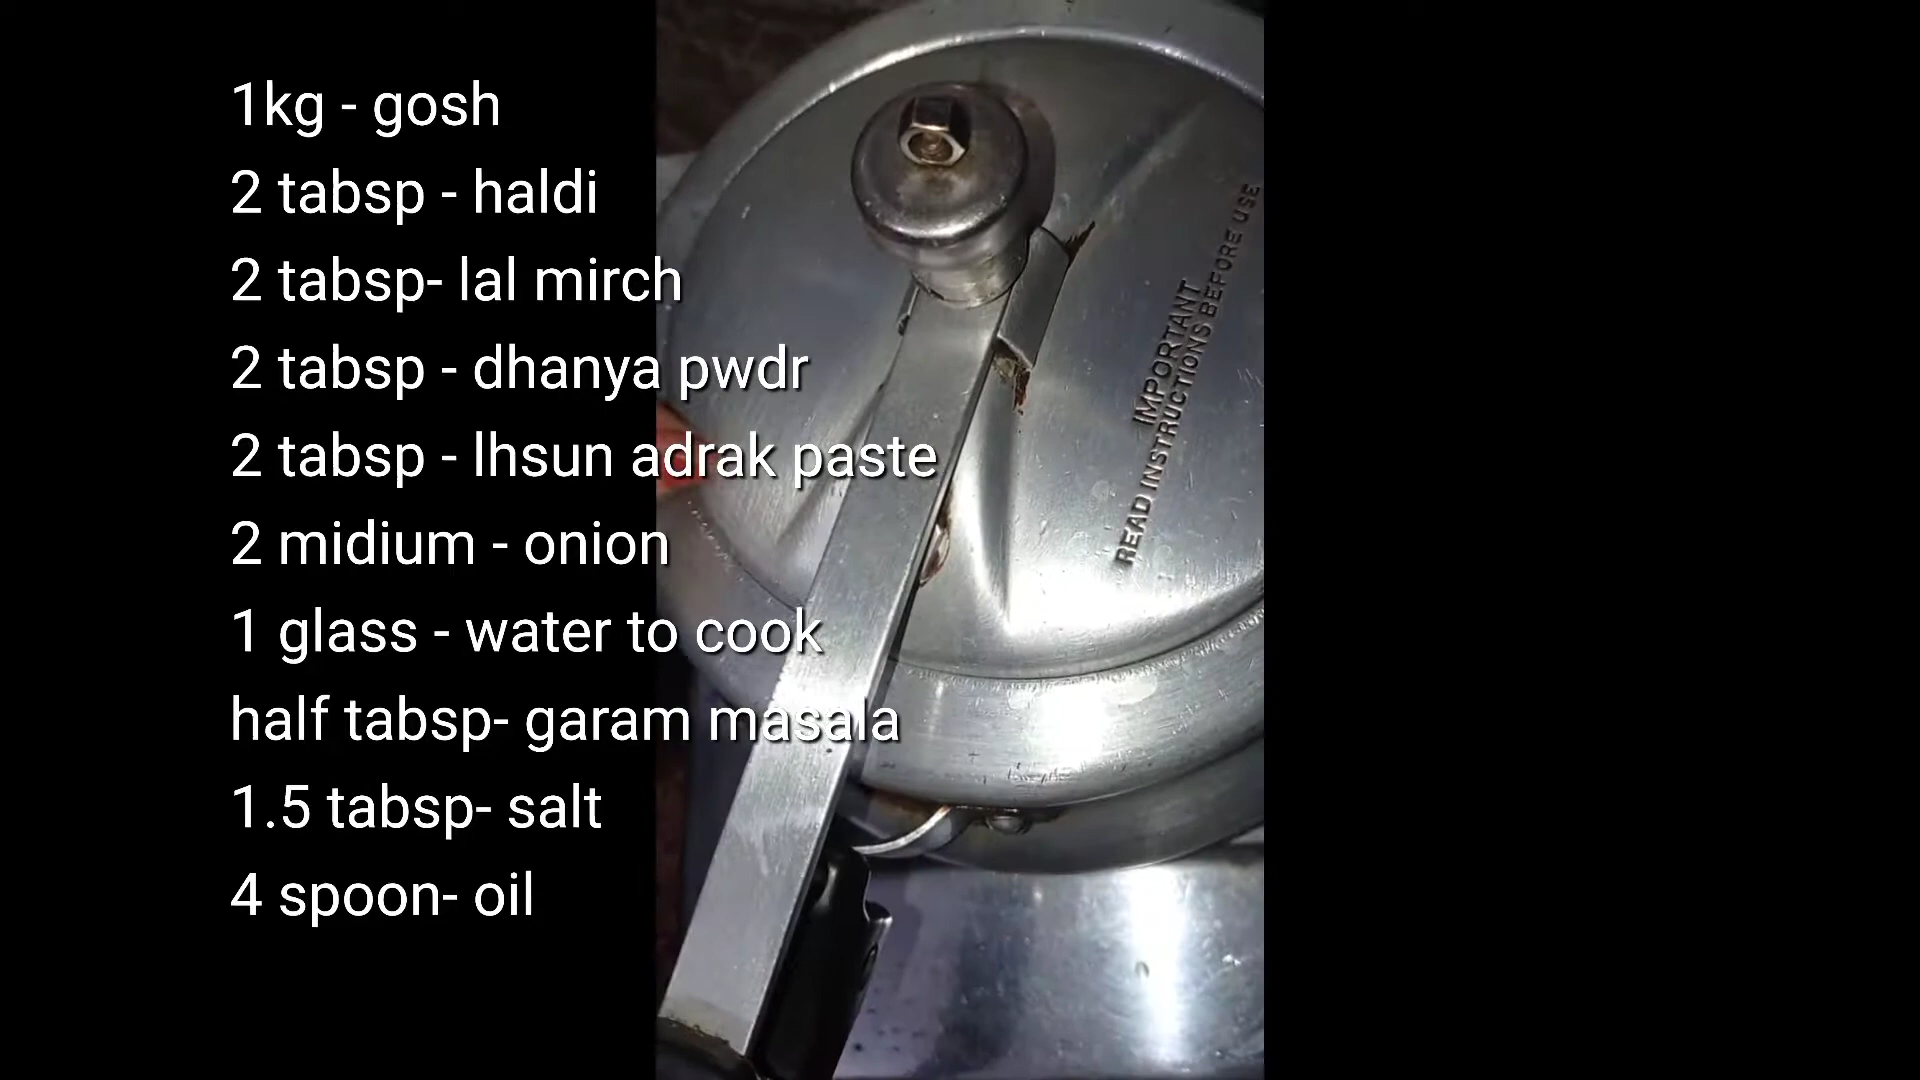 1kg - gosh
2 tabsp - haldi
2 tabsp- lal mirch
2 tabsp - dhanya pwdr
2 tabsp - lhsun adrak paste
2 midium - onion
1 glass - water to cook
half tabsp- garam masala
1.5 tabsp- salt
4 spoon- oil
IMPORTANT
READ INSTRUCTIONS BEFORE USE